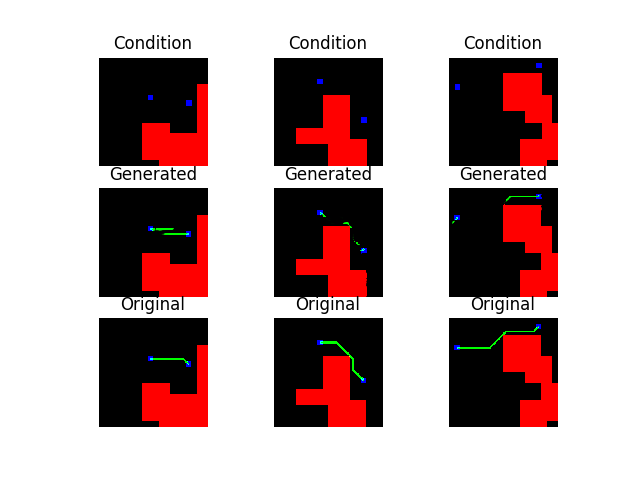 Condition Condition Condition
Generated Generated Generated
Original Original Original